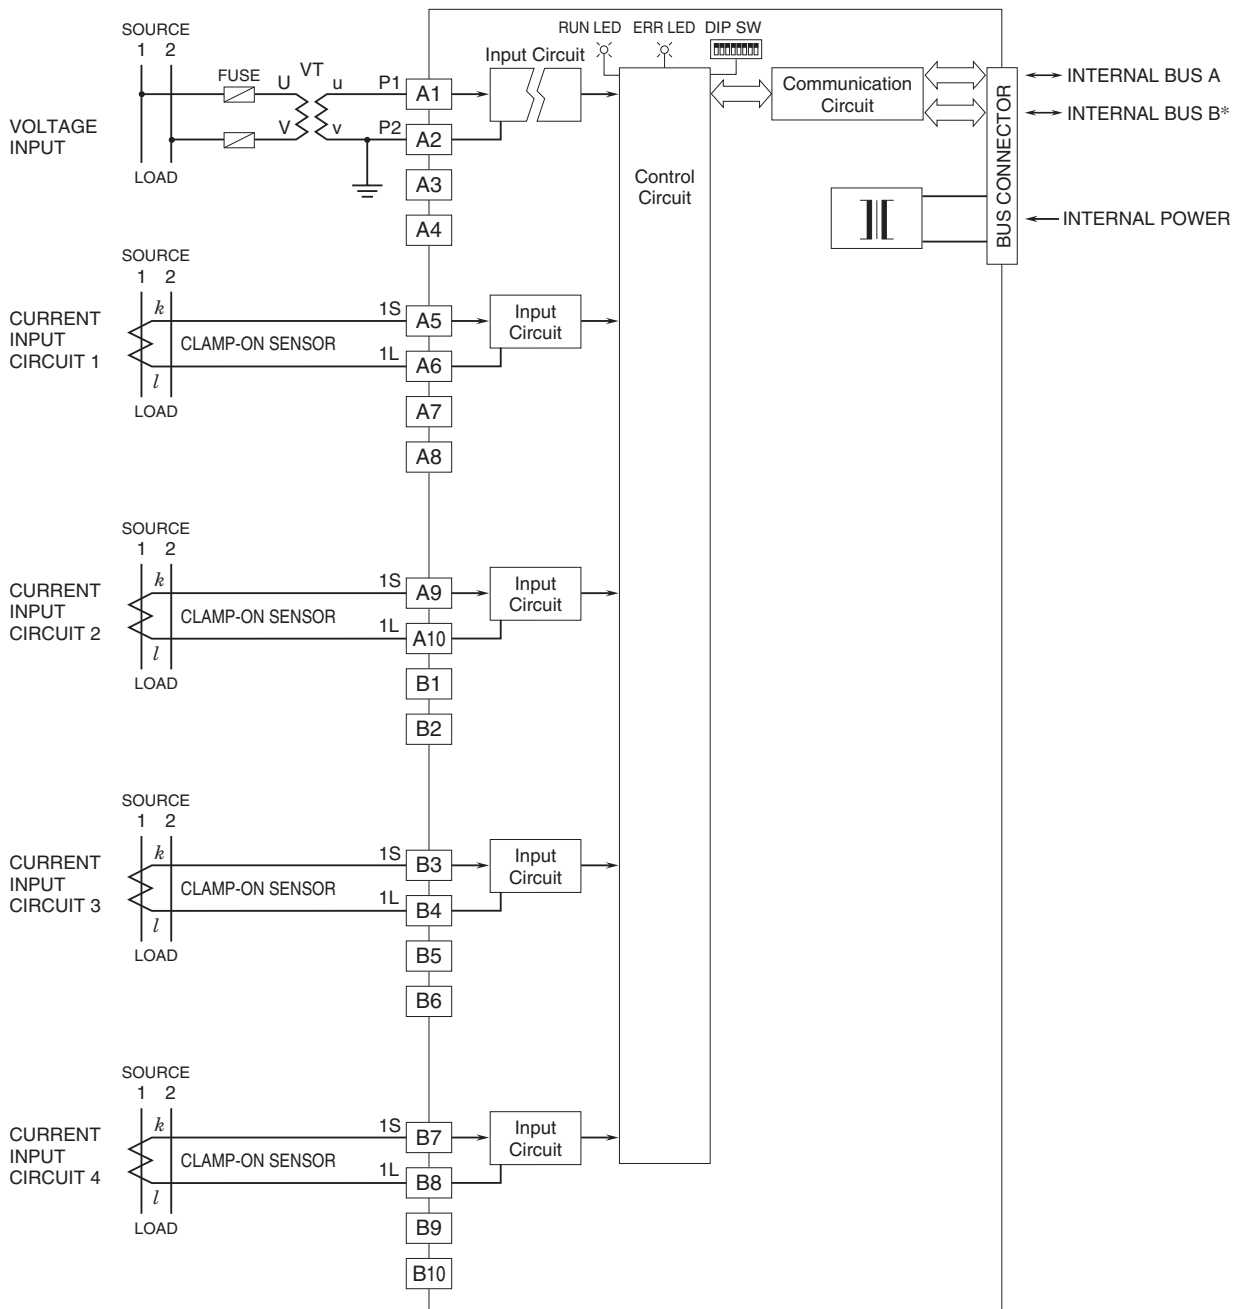 RUN LED ERR LED DIP SW
SOURCE
1 2
FUSE U VT u P1 A1 Input Circuit
Communication
Circuit
INTERNAL BUS A
INTERNAL BUS B*
VOLTAGE
INPUT
V v P2 A2
LOAD
A3
A4
Control
Circuit
BUS CONNECTOR
INTERNAL POWER
SOURCE
1 2
CURRENT
INPUT
CIRCUIT 1
k 1S A5
CLAMP-ON SENSOR
l 1L A6
Input
Circuit
LOAD
A7
A8
SOURCE
1 2
CURRENT
INPUT
CIRCUIT 2
k 1S A9
CLAMP-ON SENSOR
l 1L A10
Input
Circuit
LOAD
B1
B2
SOURCE
1 2
CURRENT
INPUT
CIRCUIT 3
k 1S B3
CLAMP-ON SENSOR
l 1L B4
Input
Circuit
LOAD
B5
B6
SOURCE
1 2
CURRENT
INPUT
CIRCUIT 4
k 1S B7
CLAMP-ON SENSOR
l 1L B8
Input
Circuit
LOAD
B9
B10